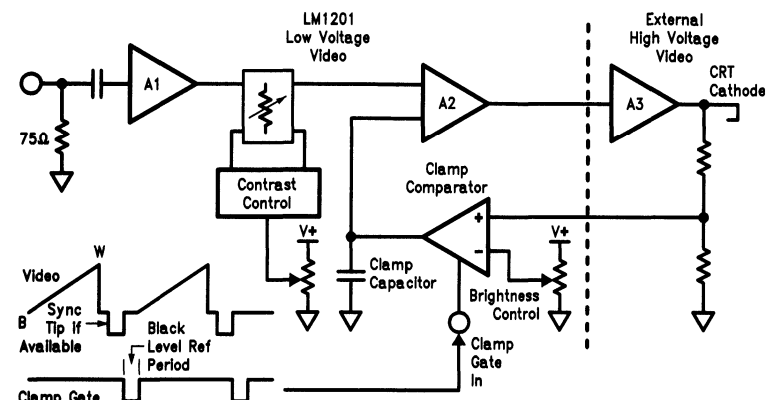 LM1201
Low Voltage
Video
External
High Voltage
Video
CRT
Cathode
A1
A2
A3
75Ω
Contrast
Control
Clamp
Comparator
+
-
V+
V+
Clamp
Capacitor
Brightness
Control
Video
W
B
Sync
Tip if
Available
Black
Level Ref
Period
Clamp
Gate
In
Clamp Gate